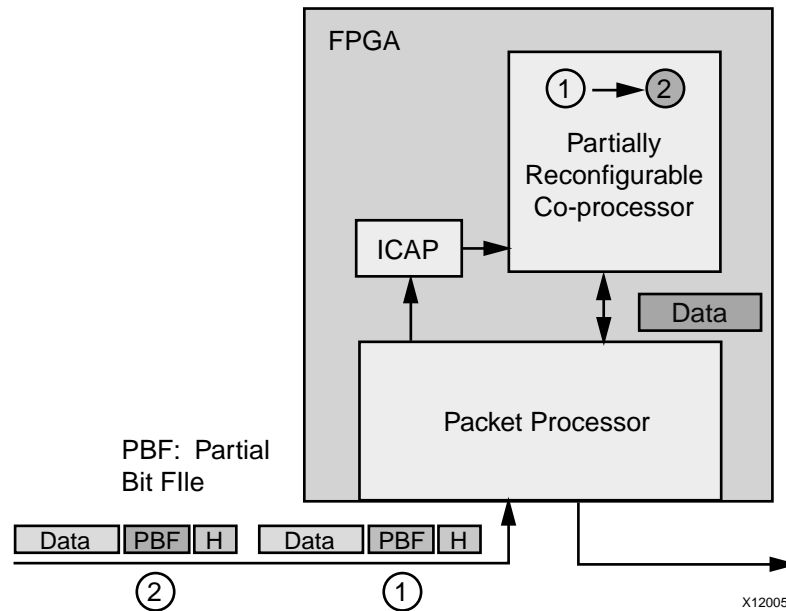 FPGA
1
2
Partially
Reconfigurable
Co-processor
ICAP
Data
Packet Processor
PBF: Partial
Bit FIle
Data PBF H Data PBF H
2
1
X12005